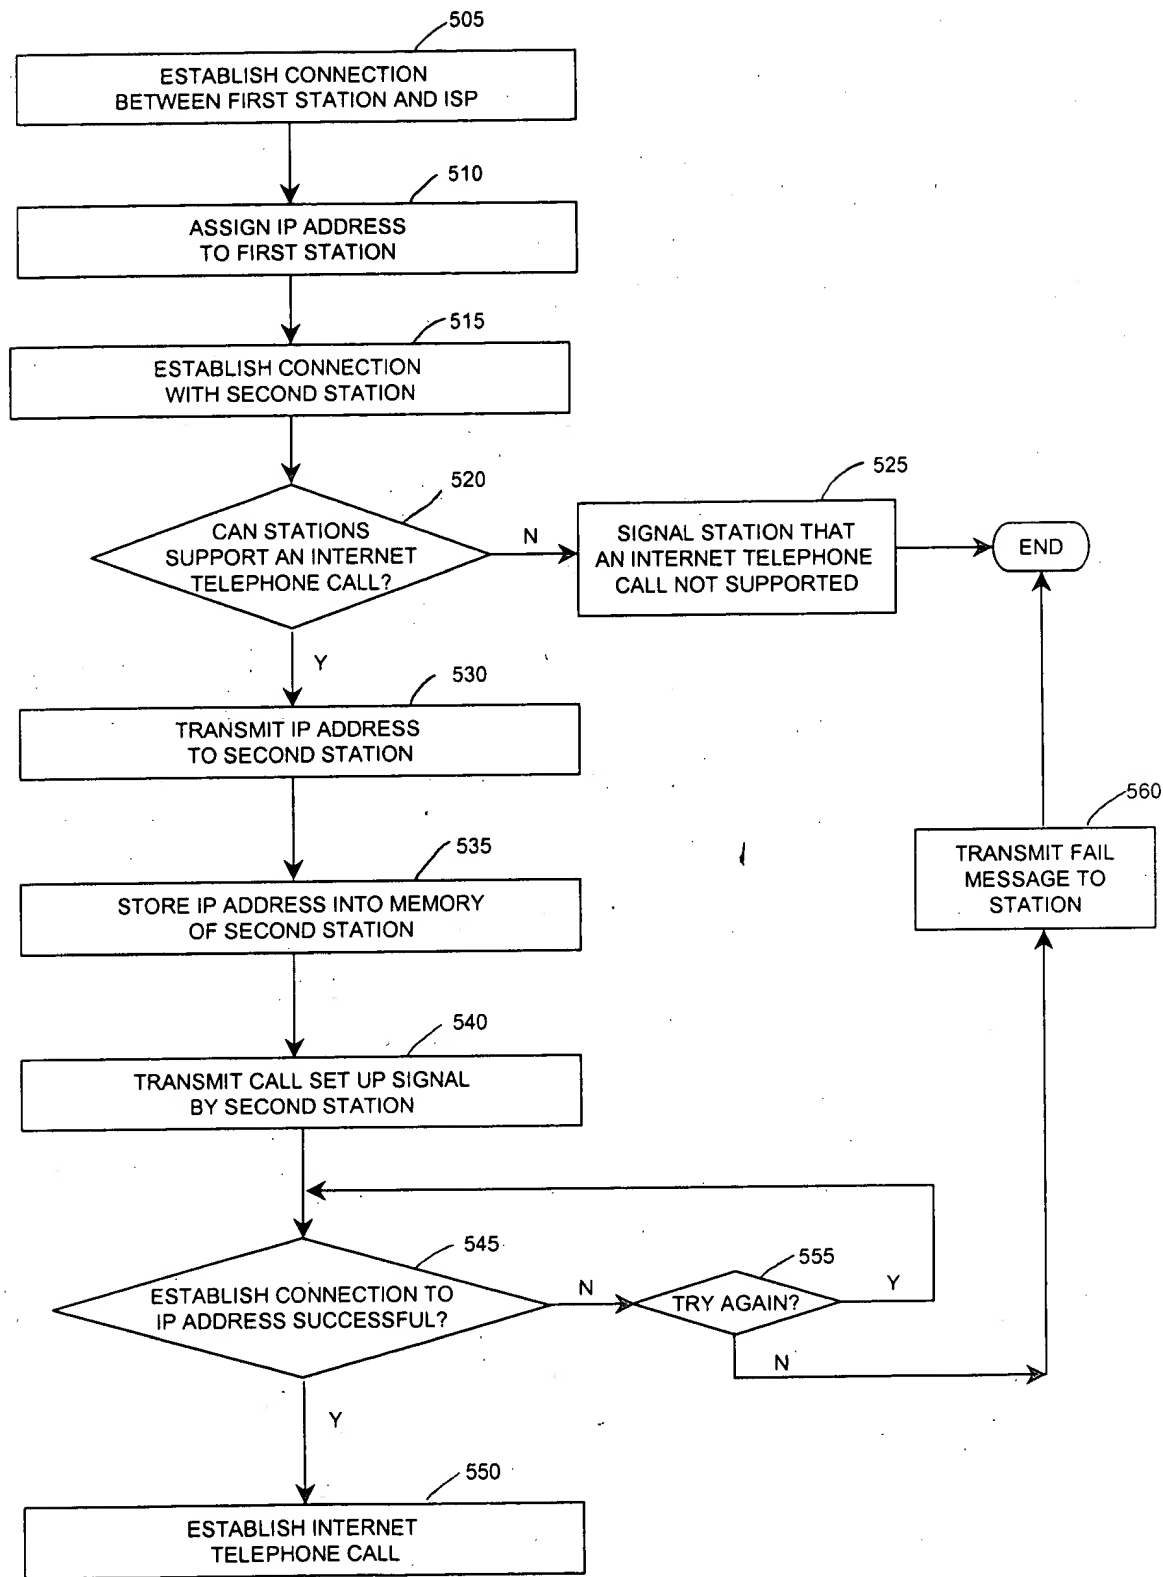 505
ESTABLISH CONNECTION
BETWEEN FIRST STATION AND ISP
510
ASSIGN IP ADDRESS
TO FIRST STATION
515
ESTABLISH CONNECTION
WITH SECOND STATION
520
CAN STATIONS
SUPPORT AN INTERNET
TELEPHONE CALL?
N
525
SIGNAL STATION THAT
AN INTERNET TELEPHONE
CALL NOT SUPPORTED
END
Y
530
TRANSMIT IP ADDRESS
TO SECOND STATION
535
STORE IP ADDRESS INTO MEMORY
OF SECOND STATION
560
TRANSMIT FAIL
MESSAGE TO
STATION
540
TRANSMIT CALL SET UP SIGNAL
BY SECOND STATION
545
ESTABLISH CONNECTION TO
IP ADDRESS SUCCESSFUL?
N
555
TRY AGAIN?
Y
N
Y
550
ESTABLISH INTERNET
TELEPHONE CALL